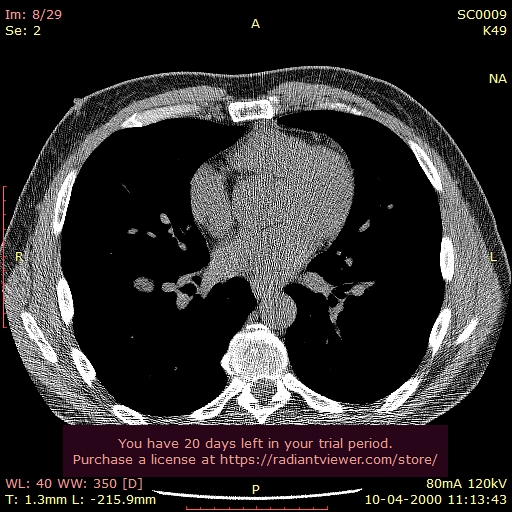 Im: 8/29
Se: 2
A
SC0009
K49
NA
R
L
You have 20 days left in your trial period.
Purchase a license at https://radiantviewer.com/store/
WL: 40 WW: 350 [D]
T: 1.3mm L: -215.9mm
P
80mA 120kV
10-04-2000 11:13:43